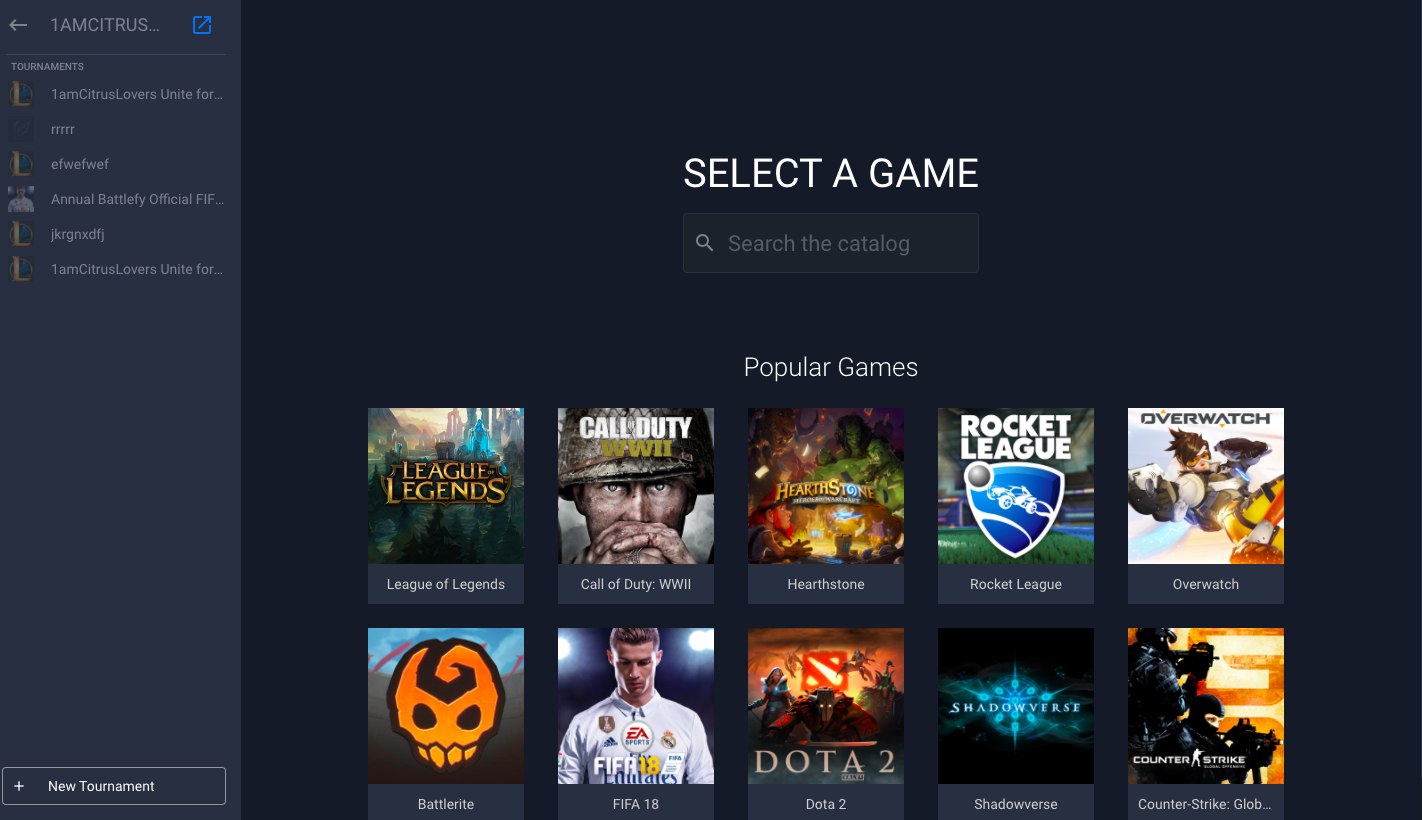 1AMCITRUS...
TOURNAMENTS
1amCitrusLovers Unite for...
rrrrr
efwefwef
Annual Battlefy Official FIF...
jkrgnxdfj
1amCitrusLovers Unite for...
New Tournament
SELECT A GAME
Search the catalog
Popular Games
LEAGUE OF
LEGENDS
CALL OF DUTY
WWII
HEARTHSTONE
HEROES OF WARCRAFT
ROCKET
LEAGUE
OVERWATCH
League of Legends
Call of Duty: WWII
Hearthstone
Rocket League
Overwatch
EA
SPORTS
FIFA 18
FIFA
Emirates
DOTA 2
SHADOWVERSE
COUNTER STRIKE
GLOBAL OFFENSIVE
Battlerite
FIFA 18
Dota 2
Shadowverse
Counter-Strike: Glob...